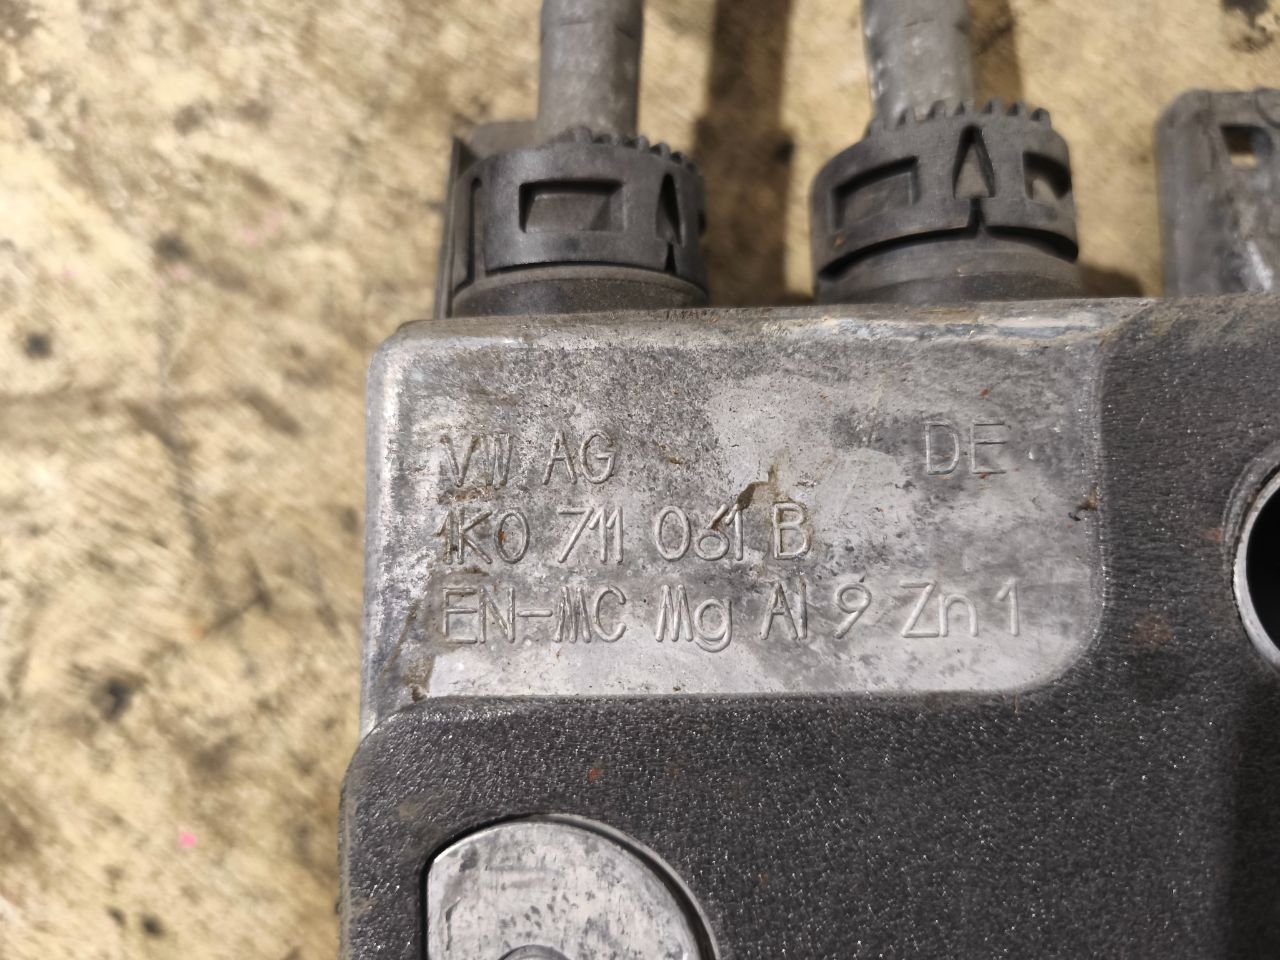 VW AG DE
1K0 711 061 B
EN-MC Mg Al 9 Zn 1